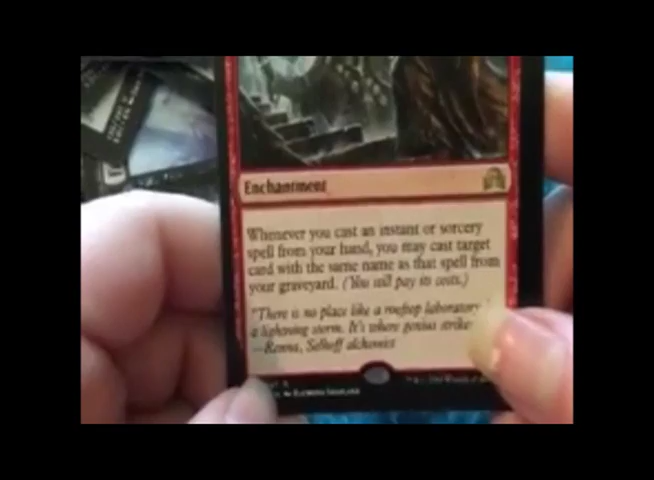 Enchantment
Whenever you cast an instant or sorcery
spell from your hand, you may cast target
card with the same name as that spell from
your graveyard. (You still pay its costs.)
"There is no place like a rooftop laboratory
a lightning storm. It's where genius strike
—Renna, Selhoff alchemist